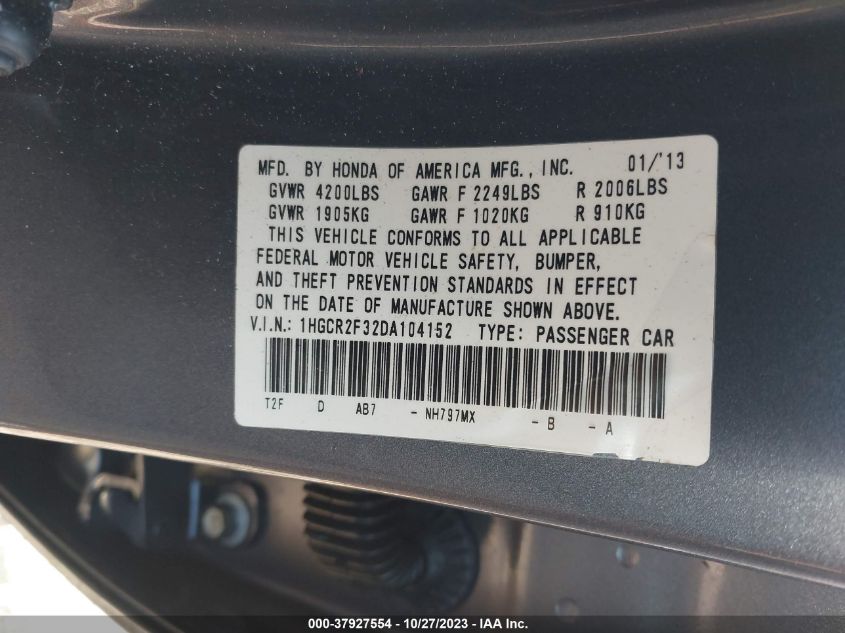 MFD. BY HONDA OF AMERICA MFG., INC. 01/'13
GVWR 4200LBS GAWR F 2249LBS R 2006LBS
GVWR 1905KG GAWR F 1020KG R 910KG
THIS VEHICLE CONFORMS TO ALL APPLICABLE
FEDERAL MOTOR VEHICLE SAFETY, BUMPER,
AND THEFT PREVENTION STANDARDS IN EFFECT
ON THE DATE OF MANUFACTURE SHOWN ABOVE.
V.I.N.: 1HGCR2F32DA104152 TYPE: PASSENGER CAR
T2F D AB7 - NH797MX - B - A
000-37927554 - 10/27/2023 - IAA Inc.